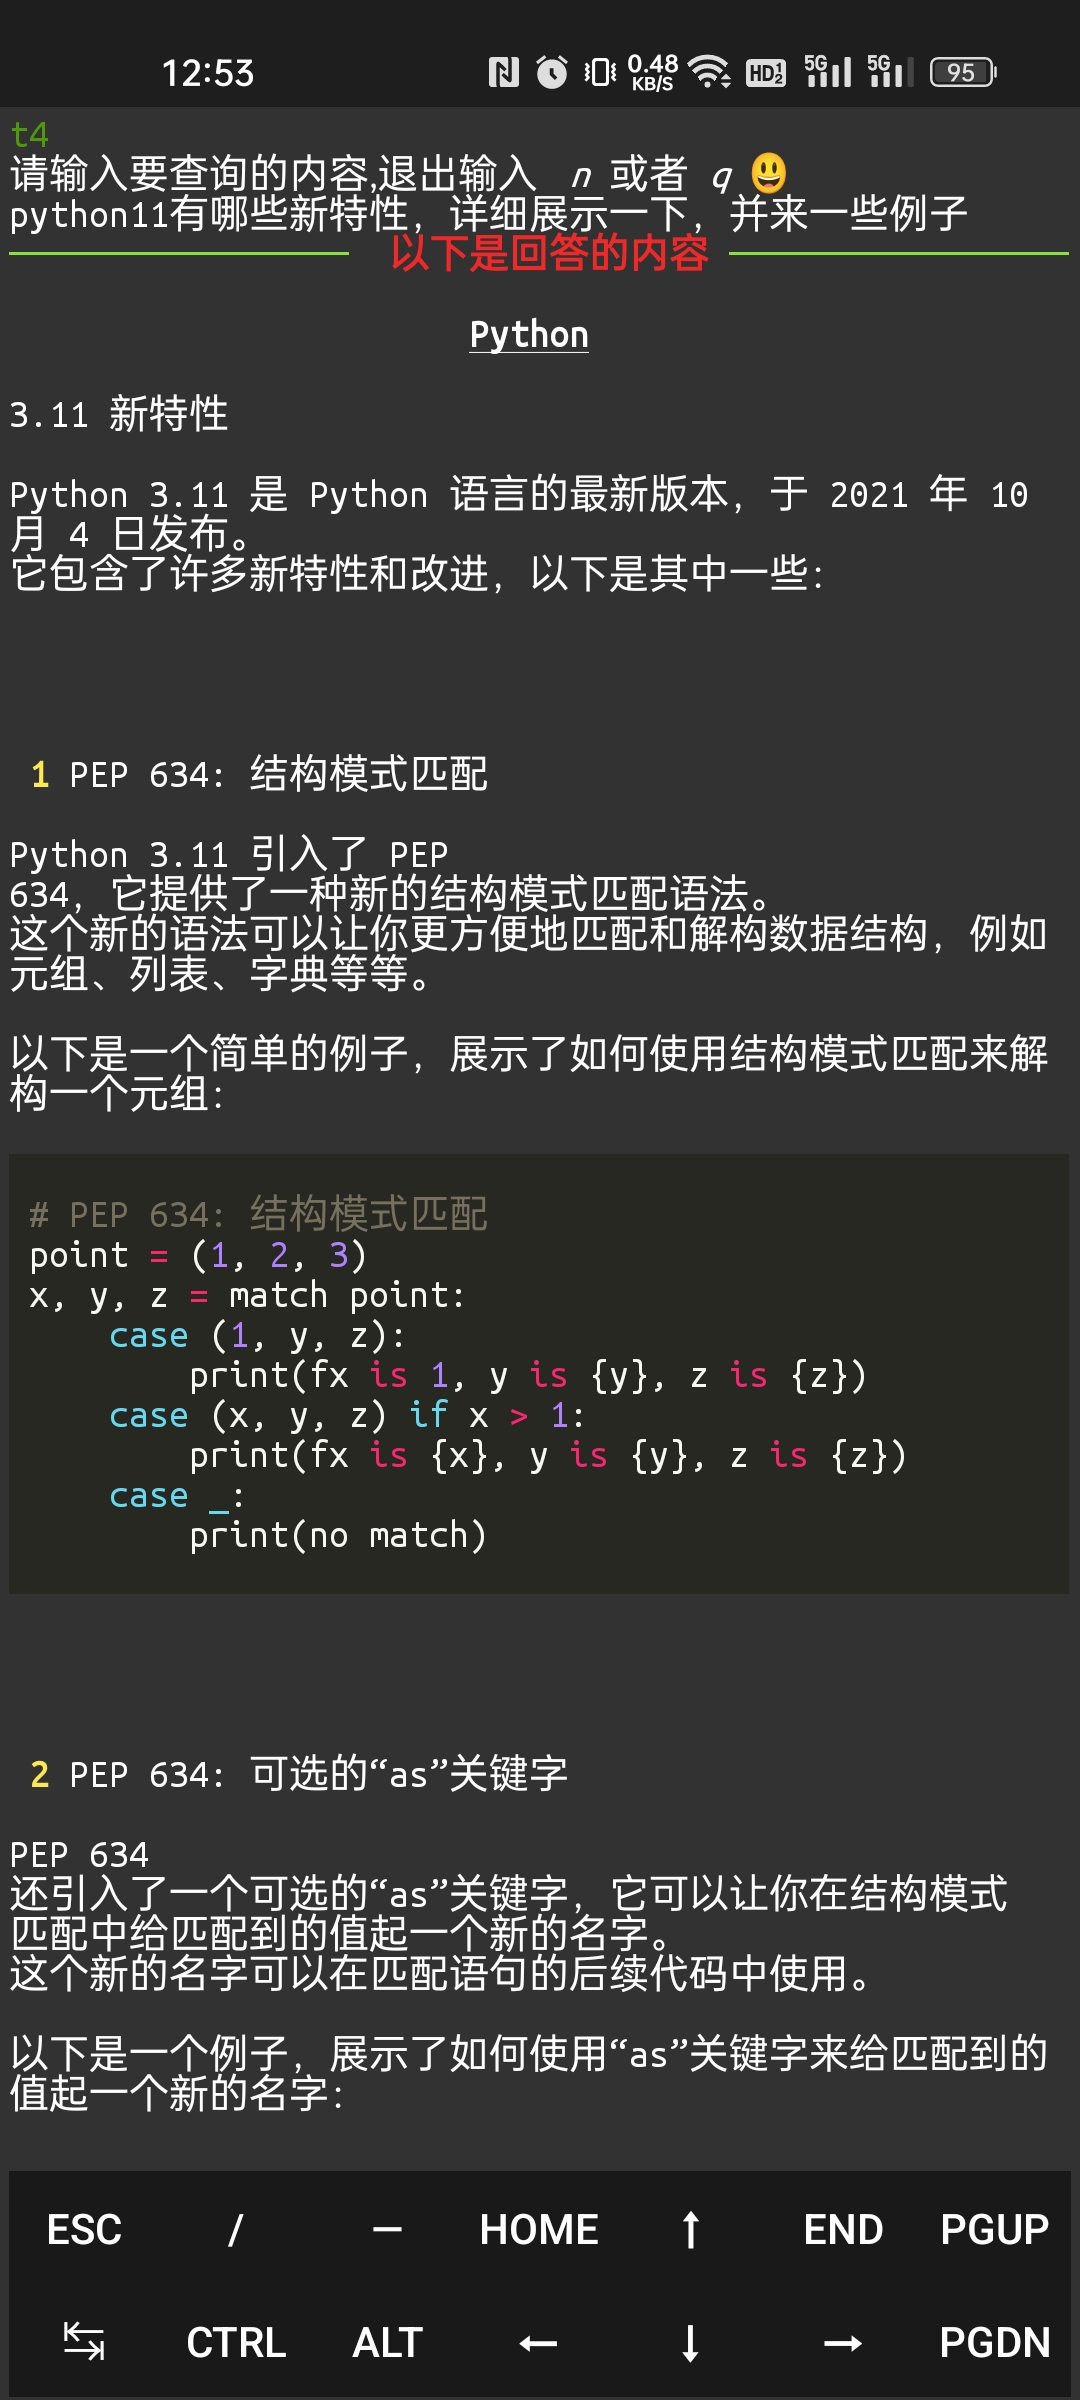 12:53
0.48 KB/S
HD 1 2
5G
5G
95
t4
请输入要查询的内容,退出输入 n 或者 q 😃
python11有哪些新特性，详细展示一下，并来一些例子
以下是回答的内容
Python
3.11 新特性
Python 3.11 是 Python 语言的最新版本，于 2021 年 10
月 4 日发布。
它包含了许多新特性和改进，以下是其中一些：
1 PEP 634: 结构模式匹配
Python 3.11 引入了 PEP
634，它提供了一种新的结构模式匹配语法。
这个新的语法可以让你更方便地匹配和解构数据结构，例如
元组、列表、字典等等。
以下是一个简单的例子，展示了如何使用结构模式匹配来解
构一个元组：
# PEP 634: 结构模式匹配
point = (1, 2, 3)
x, y, z = match point:
    case (1, y, z):
        print(fx is 1, y is {y}, z is {z})
    case (x, y, z) if x > 1:
        print(fx is {x}, y is {y}, z is {z})
    case _:
        print(no match)
2 PEP 634: 可选的“as”关键字
PEP 634
还引入了一个可选的“as”关键字，它可以让你在结构模式
匹配中给匹配到的值起一个新的名字。
这个新的名字可以在匹配语句的后续代码中使用。
以下是一个例子，展示了如何使用“as”关键字来给匹配到的
值起一个新的名字：
ESC / — HOME ↑ END PGUP
↹ CTRL ALT ← ↓ → PGDN